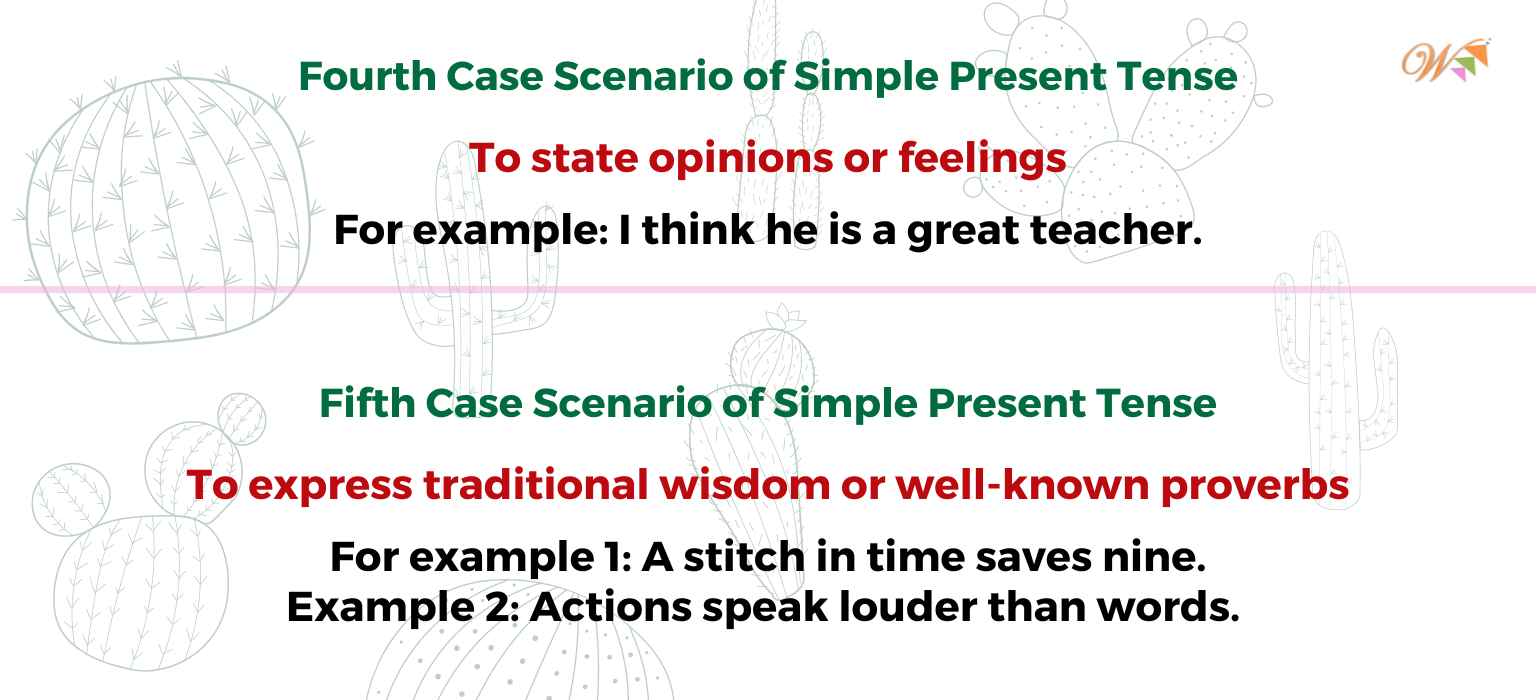 Fourth Case Scenario of Simple Present Tense
To state opinions or feelings
For example: I think he is a great teacher.
Fifth Case Scenario of Simple Present Tense
To express traditional wisdom or well-known proverbs
For example 1: A stitch in time saves nine.
Example 2: Actions speak louder than words.
W